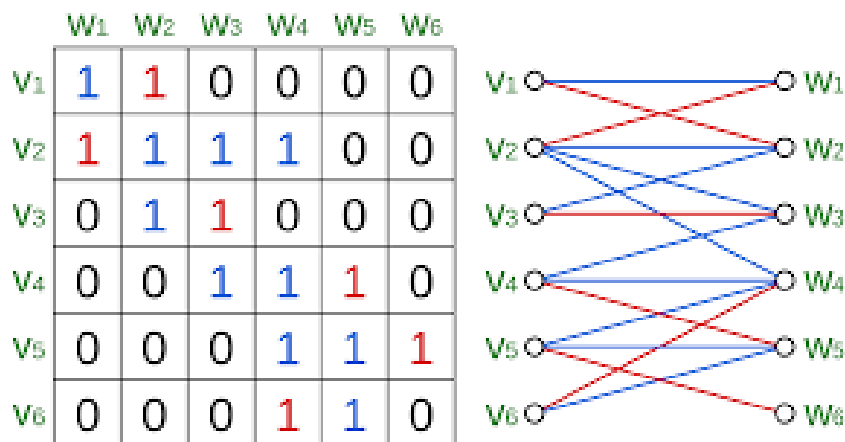 W1 W2 W3 W4 W5 W6
V1 1 1 0 0 0 0 V1 W1
V2 1 1 1 1 0 0 V2 W2
V3 0 1 1 0 0 0 V3 W3
V4 0 0 1 1 1 0 V4 W4
V5 0 0 0 1 1 1 V5 W5
V6 0 0 0 1 1 0 V6 W6